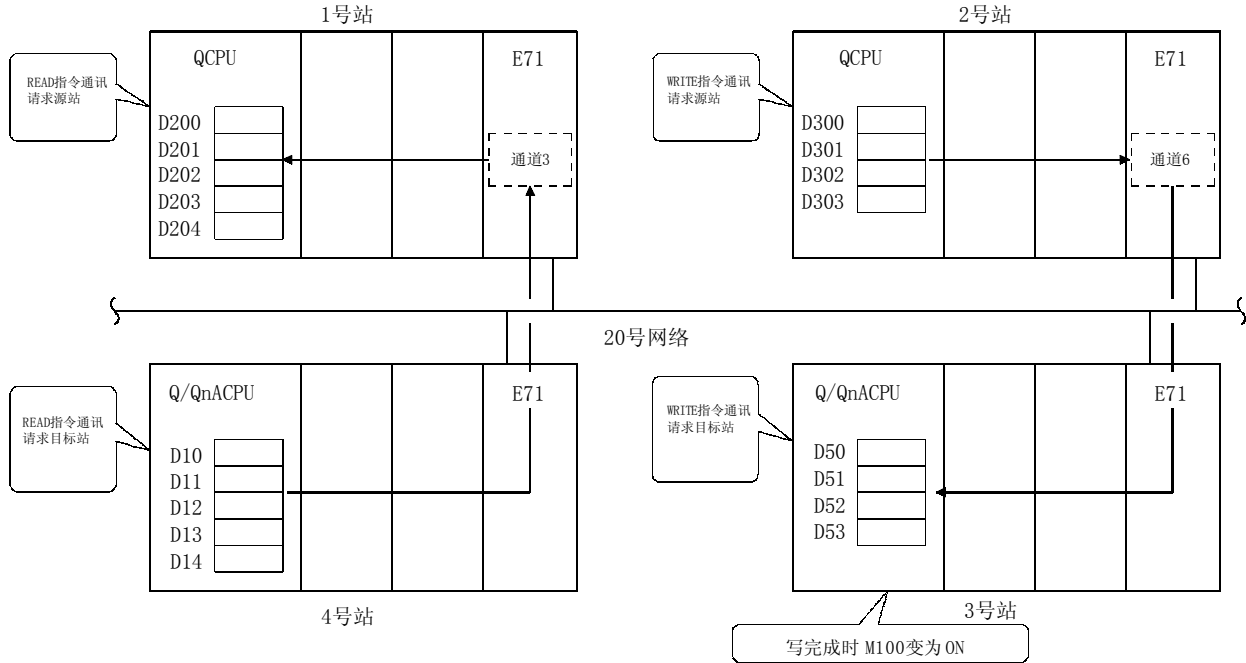 1号站
2号站
QCPU
E71
READ指令通讯
请求源站
D200
D201
D202
D203
D204
通道3
QCPU
E71
WRITE指令通讯
请求源站
D300
D301
D302
D303
通道6
20号网络
Q/QnACPU
E71
READ指令通讯
请求目标站
D10
D11
D12
D13
D14
4号站
Q/QnACPU
E71
WRITE指令通讯
请求目标站
D50
D51
D52
D53
3号站
写完成时 M100变为 ON